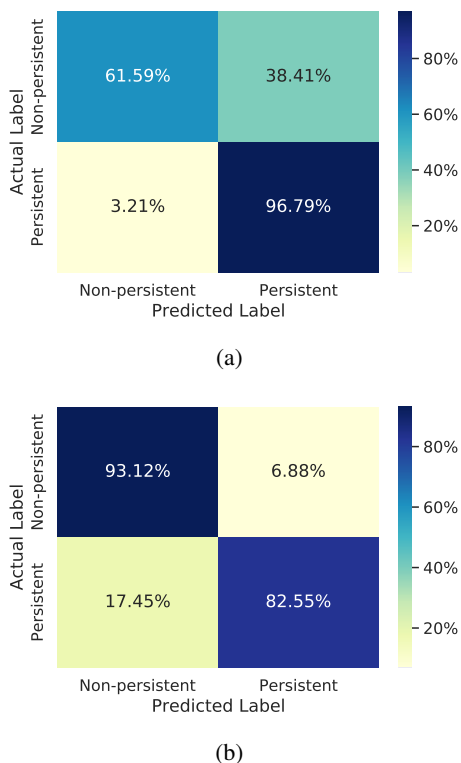 Actual Label
Non-persistent
61.59%
38.41%
Persistent
3.21%
96.79%
80%
60%
40%
20%
Non-persistent
Persistent
Predicted Label
(a)
Actual Label
Non-persistent
93.12%
6.88%
Persistent
17.45%
82.55%
80%
60%
40%
20%
Non-persistent
Persistent
Predicted Label
(b)